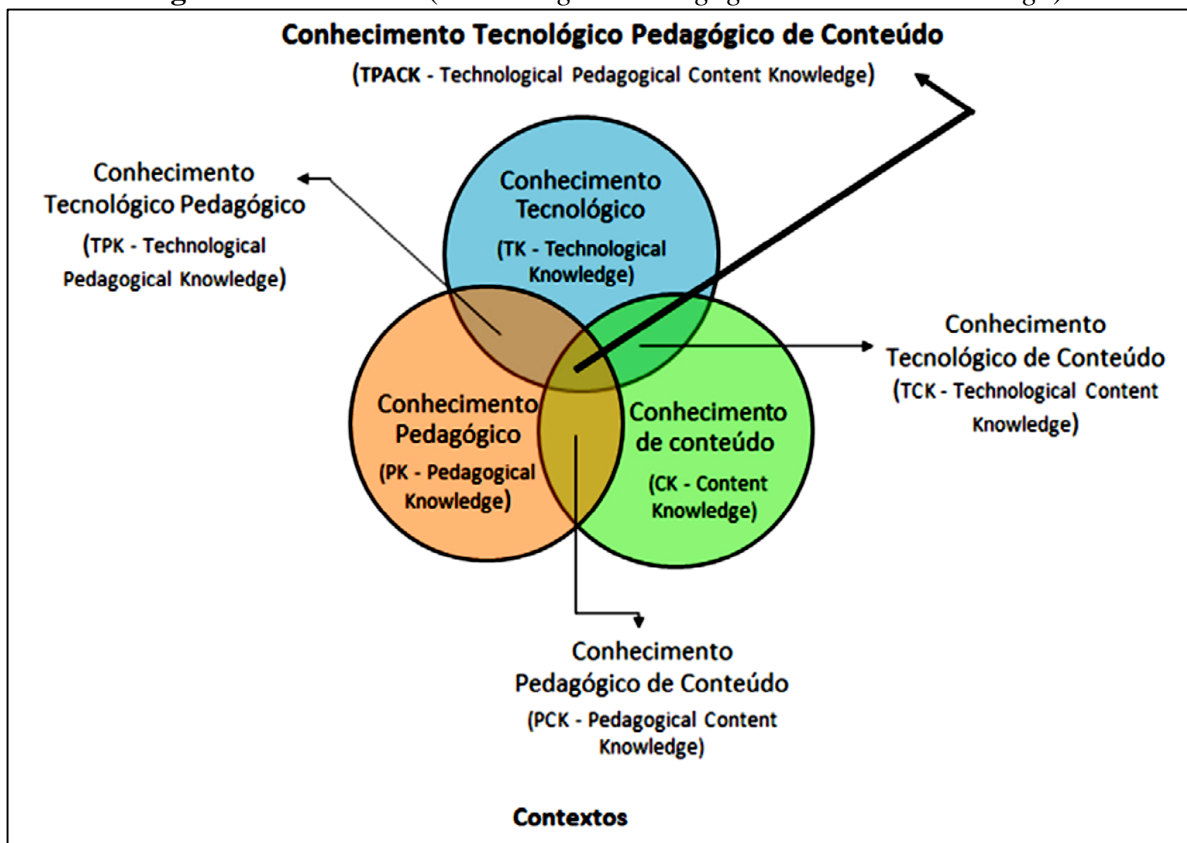 Conhecimento Tecnológico Pedagógico de Conteúdo
(TPACK - Technological Pedagogical Content Knowledge)
Conhecimento
Tecnológico Pedagógico
(TPK - Technological
Pedagogical Knowledge)
Conhecimento
Tecnológico
(TK - Technological
Knowledge)
Conhecimento
Tecnológico de Conteúdo
(TCK - Technological Content
Knowledge)
Conhecimento
Pedagógico
(PK - Pedagogical
Knowledge)
Conhecimento
de conteúdo
(CK - Content
Knowledge)
Conhecimento
Pedagógico de Conteúdo
(PCK - Pedagogical Content
Knowledge)
Contextos